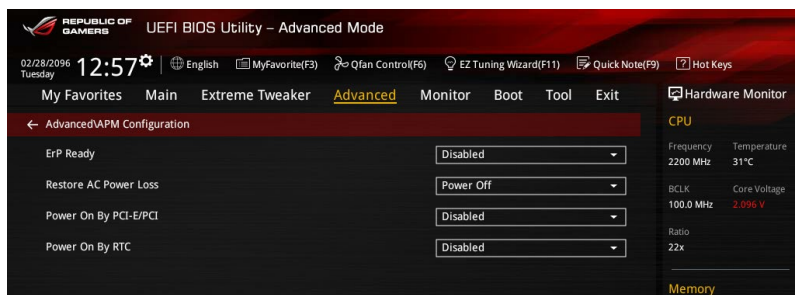 REPUBLIC OF
GAMERS
UEFI BIOS Utility – Advanced Mode
02/28/2096
Tuesday
12:57
English
MyFavorite(F3)
Qfan Control(F6)
EZ Tuning Wizard(F11)
Quick Note(F9)
? Hot Keys
My Favorites
Main
Extreme Tweaker
Advanced
Monitor
Boot
Tool
Exit
Hardware Monitor
← Advanced\APM Configuration
ErP Ready
Disabled
Restore AC Power Loss
Power Off
Power On By PCI-E/PCI
Disabled
Power On By RTC
Disabled
CPU
Frequency
Temperature
2200 MHz
31°C
BCLK
Core Voltage
100.0 MHz
2.096 V
Ratio
22x
Memory